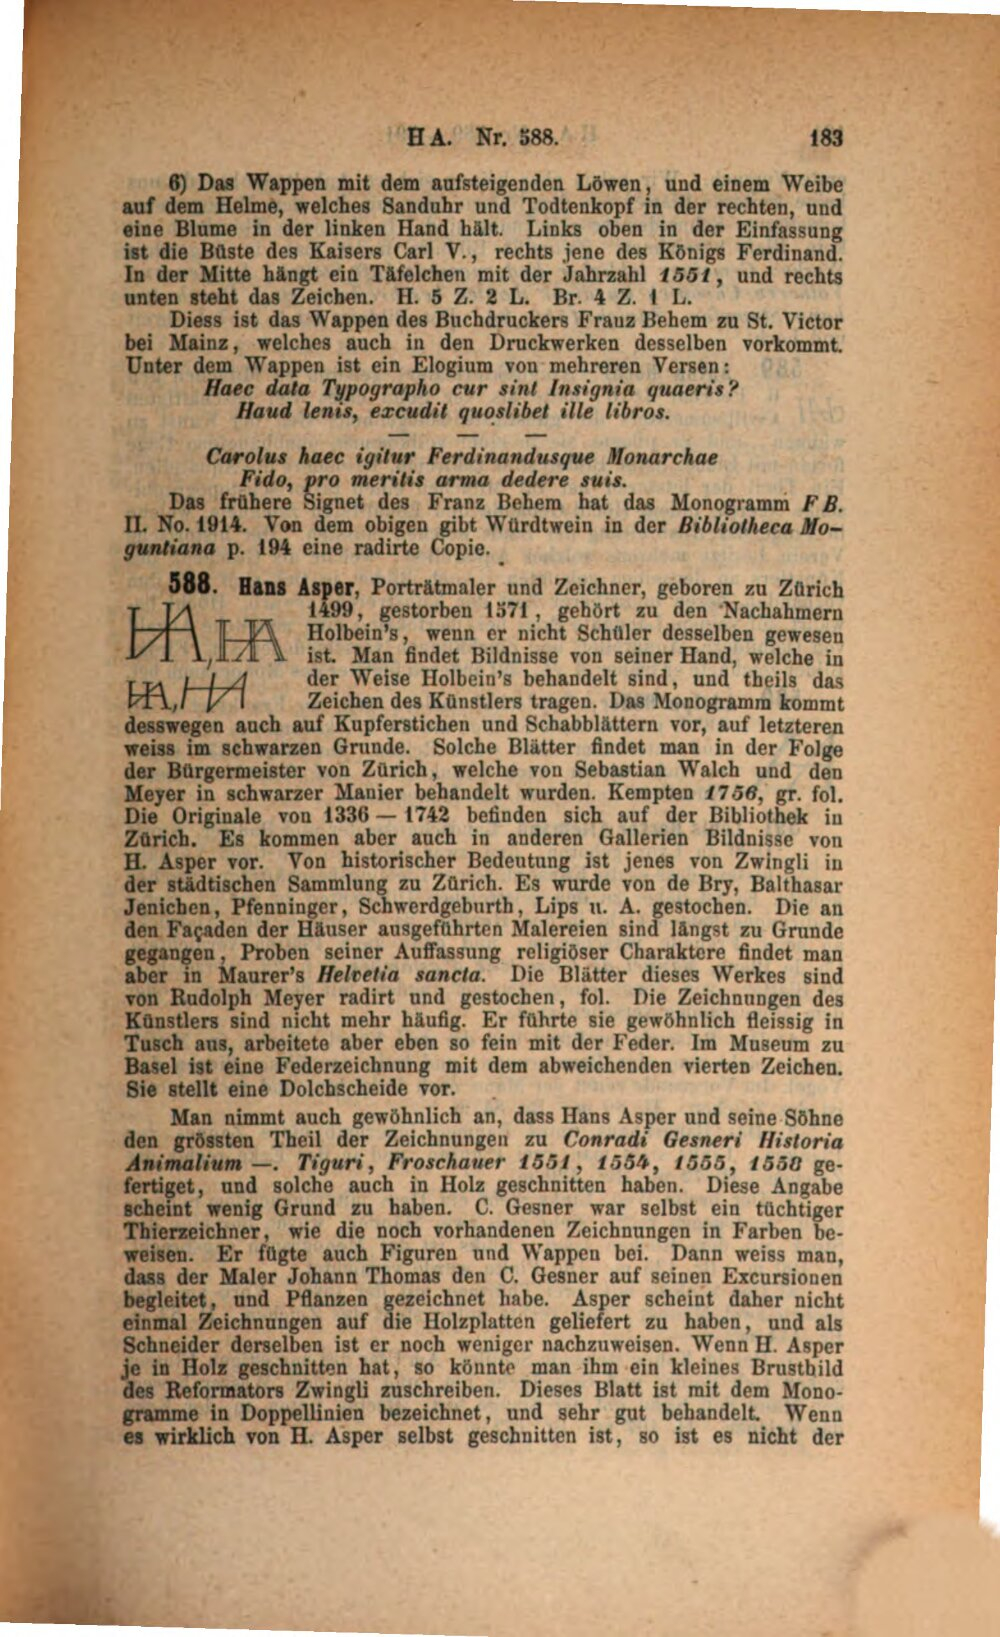 HA. Nr. 588. 183
6) Das Wappen mit dem aufsteigenden Löwen, und einem Weibe
auf dem Helme, welches Sanduhr und Todtenkopf in der rechten, und
eine Blume in der linken Hand hält. Links oben in der Einfassung
ist die Büste des Kaisers Carl V., rechts jene des Königs Ferdinand.
In der Mitte hängt ein Täfelchen mit der Jahrzahl 1551, und rechts
unten steht das Zeichen. H. 5 Z. 2 L. Br. 4 Z. 1 L.
Diess ist das Wappen des Buchdruckers Franz Behem zu St. Victor
bei Mainz, welches auch in den Druckwerken desselben vorkommt.
Unter dem Wappen ist ein Elogium von mehreren Versen:
Haec data Typographo cur sint Insignia quaeris?
Haud lenis, excudit quoslibet ille libros.
— — —
Carolus haec igitur Ferdinandusque Monarchae
Fido, pro meritis arma dedere suis.
Das frühere Signet des Franz Behem hat das Monogramm F B.
II. No. 1914. Von dem obigen gibt Würdtwein in der Bibliotheca Mo-
guntiana p. 194 eine radirte Copie.
588. Hans Asper, Porträtmaler und Zeichner, geboren zu Zürich
1499, gestorben 1571, gehört zu den Nachahmern
Holbein's, wenn er nicht Schüler desselben gewesen
ist. Man findet Bildnisse von seiner Hand, welche in
der Weise Holbein's behandelt sind, und theils das
Zeichen des Künstlers tragen. Das Monogramm kommt
desswegen auch auf Kupferstichen und Schabblättern vor, auf letzteren
weiss im schwarzen Grunde. Solche Blätter findet man in der Folge
der Bürgermeister von Zürich, welche von Sebastian Walch und den
Meyer in schwarzer Manier behandelt wurden. Kempten 1756, gr. fol.
Die Originale von 1336 — 1742 befinden sich auf der Bibliothek in
Zürich. Es kommen aber auch in anderen Gallerien Bildnisse von
H. Asper vor. Von historischer Bedeutung ist jenes von Zwingli in
der städtischen Sammlung zu Zürich. Es wurde von de Bry, Balthasar
Jenichen, Pfenninger, Schwerdgeburth, Lips u. A. gestochen. Die an
den Façaden der Häuser ausgeführten Malereien sind längst zu Grunde
gegangen, Proben seiner Auffassung religiöser Charaktere findet man
aber in Maurer's Helvetia sancta. Die Blätter dieses Werkes sind
von Rudolph Meyer radirt und gestochen, fol. Die Zeichnungen des
Künstlers sind nicht mehr häufig. Er führte sie gewöhnlich fleissig in
Tusch aus, arbeitete aber eben so fein mit der Feder. Im Museum zu
Basel ist eine Federzeichnung mit dem abweichenden vierten Zeichen.
Sie stellt eine Dolchscheide vor.
Man nimmt auch gewöhnlich an, dass Hans Asper und seine Söhne
den grössten Theil der Zeichnungen zu Conradi Gesneri Historia
Animalium —. Tiguri, Froschauer 1551, 1554, 1555, 1558 ge-
fertiget, und solche auch in Holz geschnitten haben. Diese Angabe
scheint wenig Grund zu haben. C. Gesner war selbst ein tüchtiger
Thierzeichner, wie die noch vorhandenen Zeichnungen in Farben be-
weisen. Er fügte auch Figuren und Wappen bei. Dann weiss man,
dass der Maler Johann Thomas den C. Gesner auf seinen Excursionen
begleitet, und Pflanzen gezeichnet habe. Asper scheint daher nicht
einmal Zeichnungen auf die Holzplatten geliefert zu haben, und als
Schneider derselben ist er noch weniger nachzuweisen. Wenn H. Asper
je in Holz geschnitten hat, so könnte man ihm ein kleines Brustbild
des Reformators Zwingli zuschreiben. Dieses Blatt ist mit dem Mono-
gramme in Doppellinien bezeichnet, und sehr gut behandelt. Wenn
es wirklich von H. Asper selbst geschnitten ist, so ist es nicht der